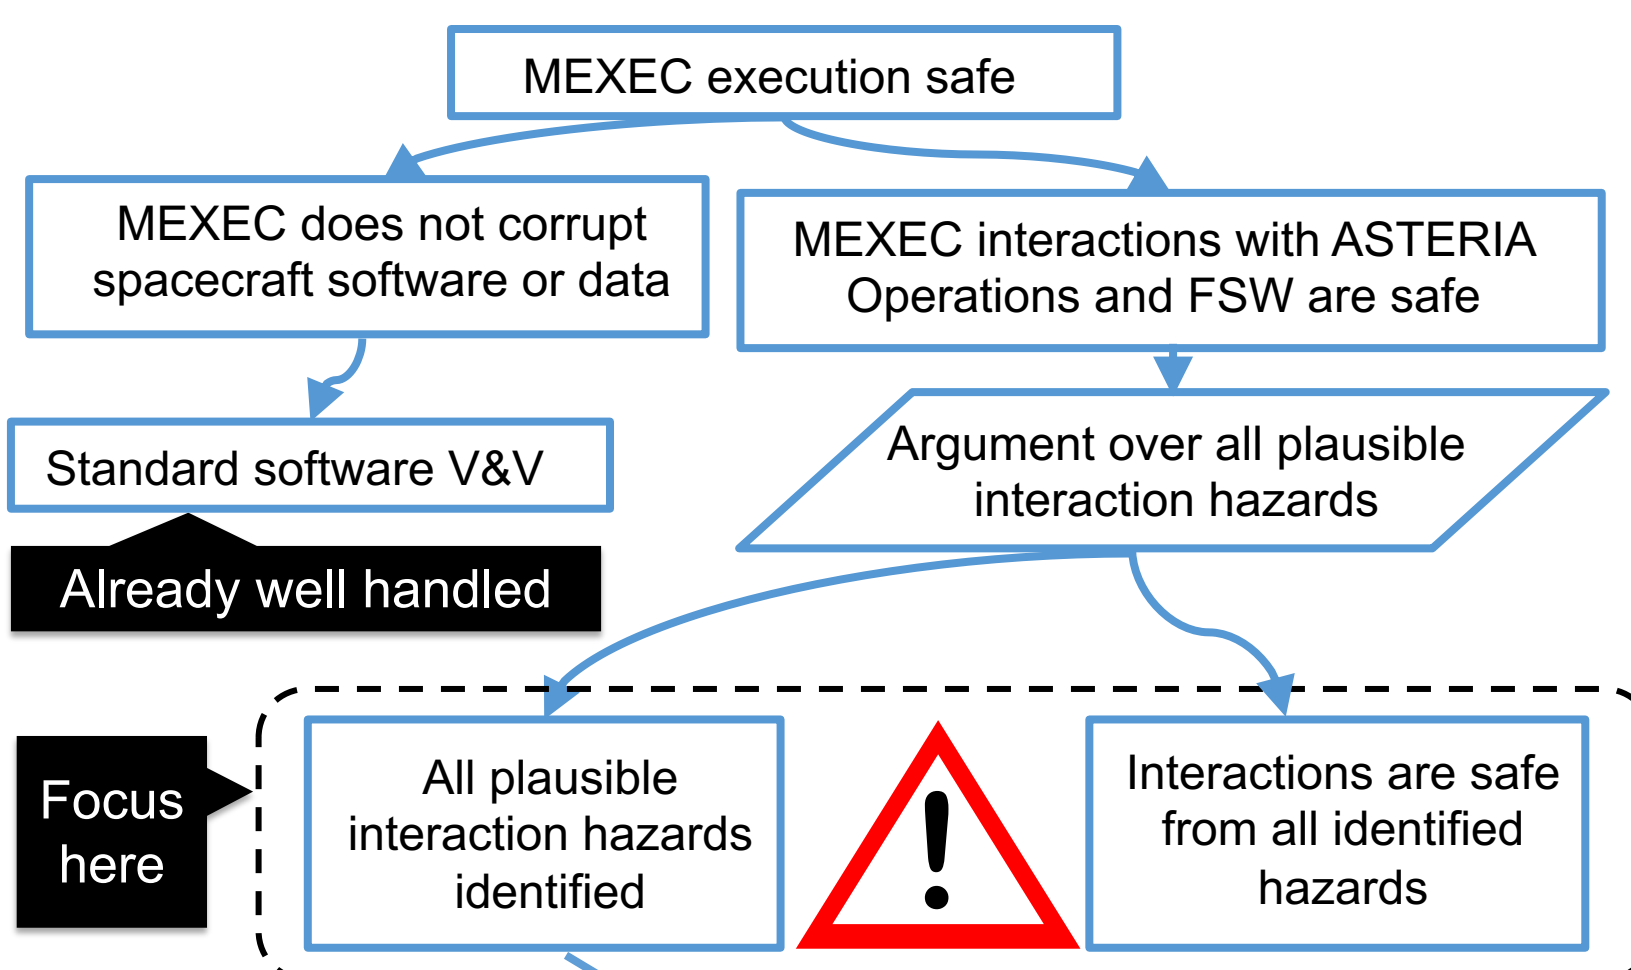 MEXEC execution safe
MEXEC does not corrupt
spacecraft software or data
MEXEC interactions with ASTERIA
Operations and FSW are safe
Standard software V&V
Already well handled
Argument over all plausible
interaction hazards
Focus
here
All plausible
interaction hazards
identified
!
Interactions are safe
from all identified
hazards